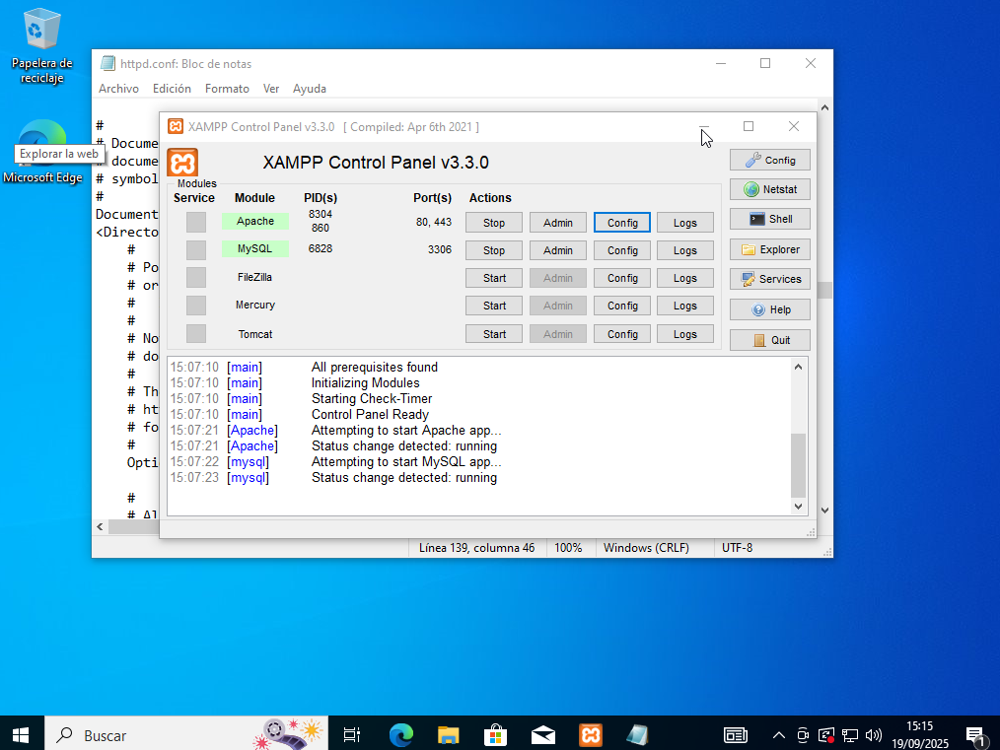 Papelera de
reciclaje
Explorar la web
Microsoft Edge
httpd.conf: Bloc de notas
Archivo Edición Formato Ver Ayuda
#
# Docume
# docume
# symbol
#
Document
<Directo
#
# Po
# or
#
#
# No
# do
#
# Th
# ht
# fo
#
Opti
#
# Al
Línea 139, columna 46 100% Windows (CRLF) UTF-8
XAMPP Control Panel v3.3.0 [ Compiled: Apr 6th 2021 ]
XAMPP Control Panel v3.3.0
Modules
Service Module PID(s) Port(s) Actions
Apache 8304 860 80, 443 Stop Admin Config Logs
MySQL 6828 3306 Stop Admin Config Logs
FileZilla Start Admin Config Logs
Mercury Start Admin Config Logs
Tomcat Start Admin Config Logs
Config
Netstat
Shell
Explorer
Services
Help
Quit
15:07:10 [main] All prerequisites found
15:07:10 [main] Initializing Modules
15:07:10 [main] Starting Check-Timer
15:07:10 [main] Control Panel Ready
15:07:21 [Apache] Attempting to start Apache app...
15:07:21 [Apache] Status change detected: running
15:07:22 [mysql] Attempting to start MySQL app...
15:07:23 [mysql] Status change detected: running
Buscar
15:15
19/09/2025
1